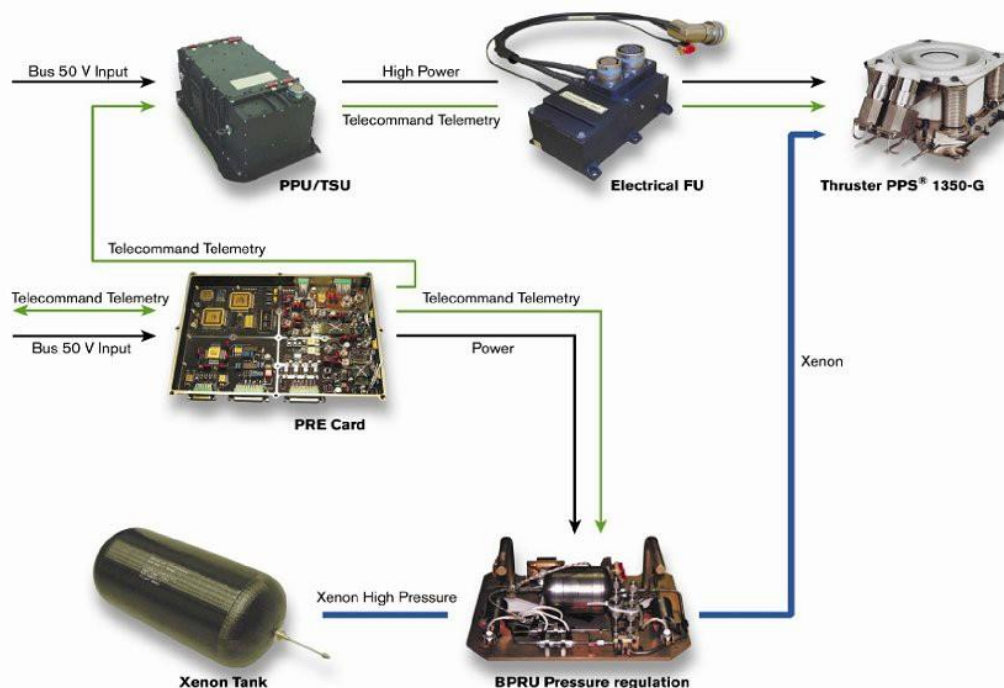 Bus 50 V Input
High Power
Telecommand Telemetry
PPU/TSU
Electrical FU
Thruster PPS® 1350-G
Telecommand Telemetry
Telecommand Telemetry
Telecommand Telemetry
Bus 50 V Input
Power
Xenon
PRE Card
Xenon High Pressure
Xenon Tank
BPRU Pressure regulation